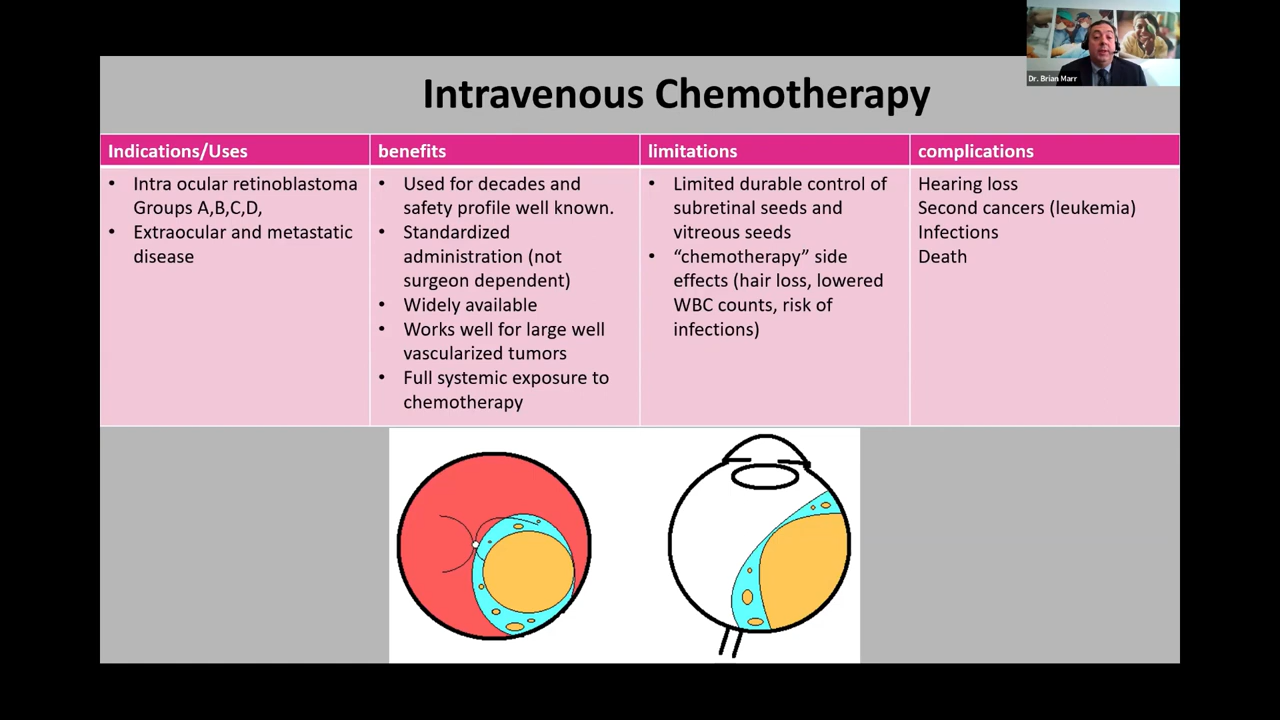 Dr. Brian Marr
Intravenous Chemotherapy
Indications/Uses
• Intra ocular retinoblastoma
Groups A,B,C,D,
• Extraocular and metastatic
disease
benefits
• Used for decades and
safety profile well known.
• Standardized
administration (not
surgeon dependent)
• Widely available
• Works well for large well
vascularized tumors
• Full systemic exposure to
chemotherapy
limitations
• Limited durable control of
subretinal seeds and
vitreous seeds
• “chemotherapy” side
effects (hair loss, lowered
WBC counts, risk of
infections)
complications
Hearing loss
Second cancers (leukemia)
Infections
Death